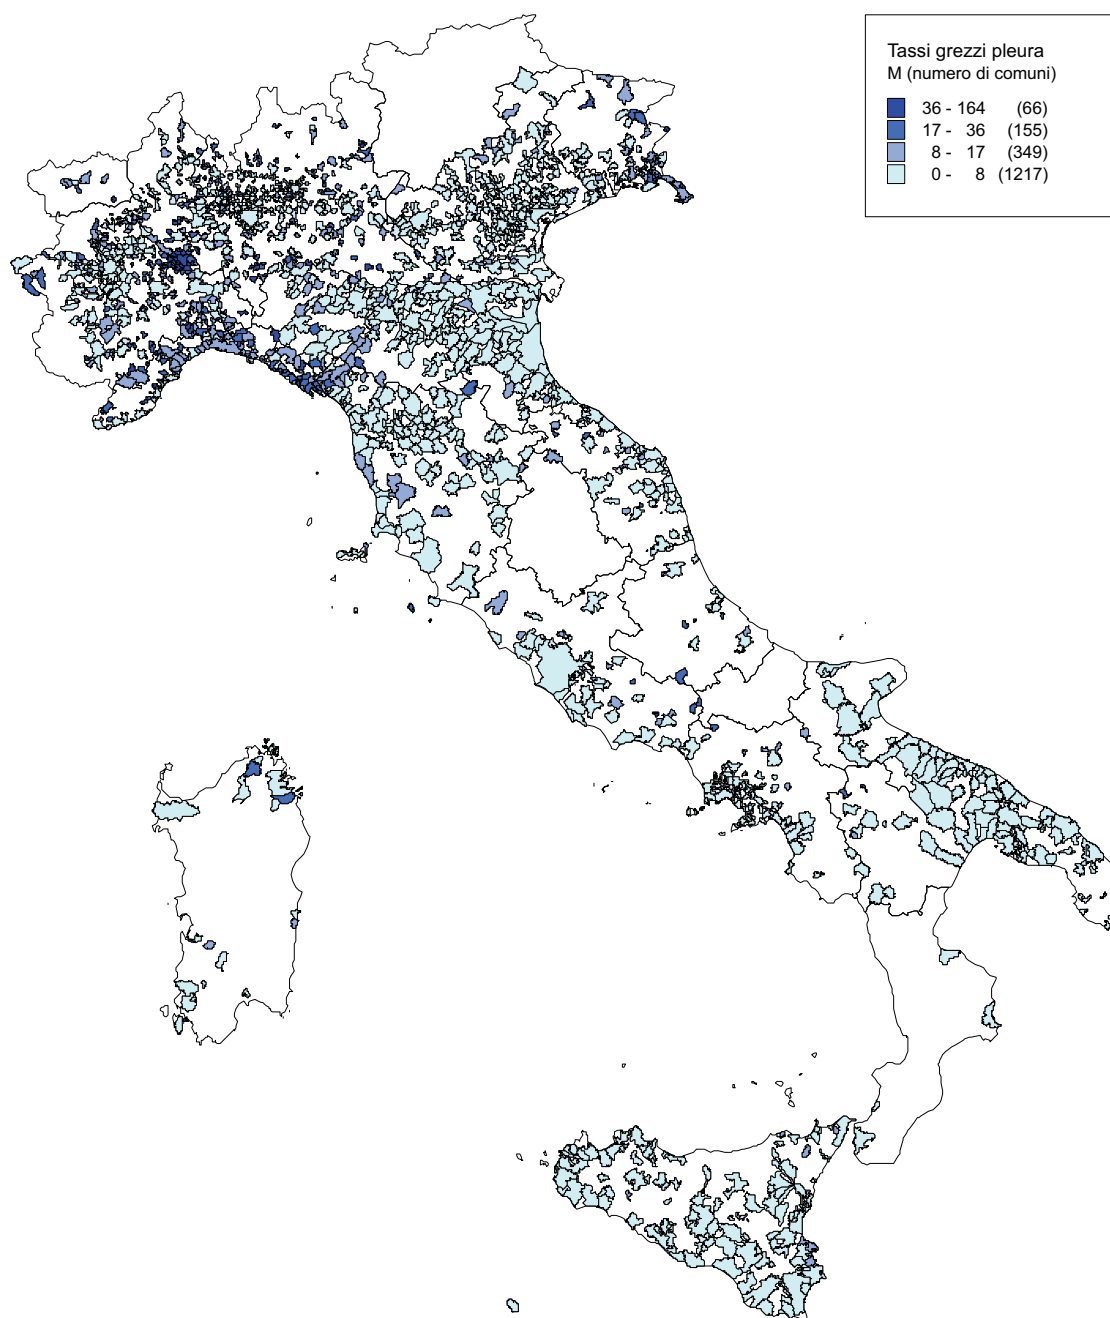 Tassi grezzi pleura
M (numero di comuni)
36 - 164 (66)
17 - 36 (155)
8 - 17 (349)
0 - 8 (1217)